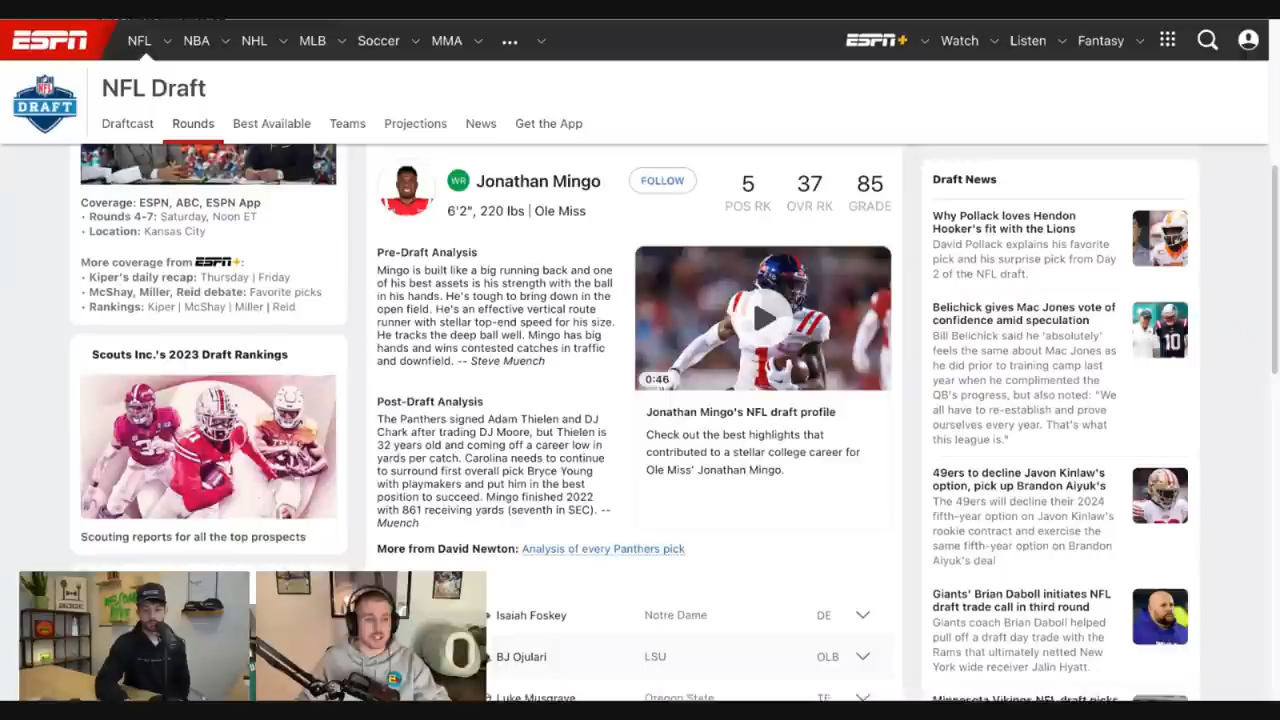 ESPN
NFL
NBA
NHL
MLB
Soccer
MMA
ESPN+
Watch
Listen
Fantasy
NFL
DRAFT
NFL Draft
Draftcast
Rounds
Best Available
Teams
Projections
News
Get the App
Coverage: ESPN, ABC, ESPN App
• Rounds 4-7: Saturday, Noon ET
• Location: Kansas City
More coverage from ESPN+:
• Kiper's daily recap: Thursday | Friday
• McShay, Miller, Reid debate: Favorite picks
• Rankings: Kiper | McShay | Miller | Reid
Scouts Inc.'s 2023 Draft Rankings
Scouting reports for all the top prospects
WR
Jonathan Mingo
FOLLOW
6'2", 220 lbs | Ole Miss
5
POS RK
37
OVR RK
85
GRADE
Pre-Draft Analysis
Mingo is built like a big running back and one
of his best assets is his strength with the ball
in his hands. He's tough to bring down in the
open field. He's an effective vertical route
runner with stellar top-end speed for his size.
He tracks the deep ball well. Mingo has big
hands and wins contested catches in traffic
and downfield. -- Steve Muench
Post-Draft Analysis
The Panthers signed Adam Thielen and DJ
Chark after trading DJ Moore, but Thielen is
32 years old and coming off a career low in
yards per catch. Carolina needs to continue
to surround first overall pick Bryce Young
with playmakers and put him in the best
position to succeed. Mingo finished 2022
with 861 receiving yards (seventh in SEC). --
Muench
0:46
Jonathan Mingo's NFL draft profile
Check out the best highlights that
contributed to a stellar college career for
Ole Miss' Jonathan Mingo.
More from David Newton: Analysis of every Panthers pick
Isaiah Foskey
Notre Dame
DE
BJ Ojulari
LSU
OLB
Luke Musgrave
Oregon State
TE
Draft News
Why Pollack loves Hendon
Hooker's fit with the Lions
David Pollack explains his favorite
pick and his surprise pick from Day
2 of the NFL draft.
Belichick gives Mac Jones vote of
confidence amid speculation
Bill Belichick said he 'absolutely'
feels the same about Mac Jones as
he did prior to training camp last
year when he complimented the
QB's progress, but also noted: "We
all have to re-establish and prove
ourselves every year. That's what
this league is."
10
49ers to decline Javon Kinlaw's
option, pick up Brandon Aiyuk's
The 49ers will decline their 2024
fifth-year option on Javon Kinlaw's
rookie contract and exercise the
same fifth-year option on Brandon
Aiyuk's deal
Giants' Brian Daboll initiates NFL
draft trade call in third round
Giants coach Brian Daboll helped
pull off a draft day trade with the
Rams that ultimately netted New
York wide receiver Jalin Hyatt.
Minnesota Vikings NFL draft picks